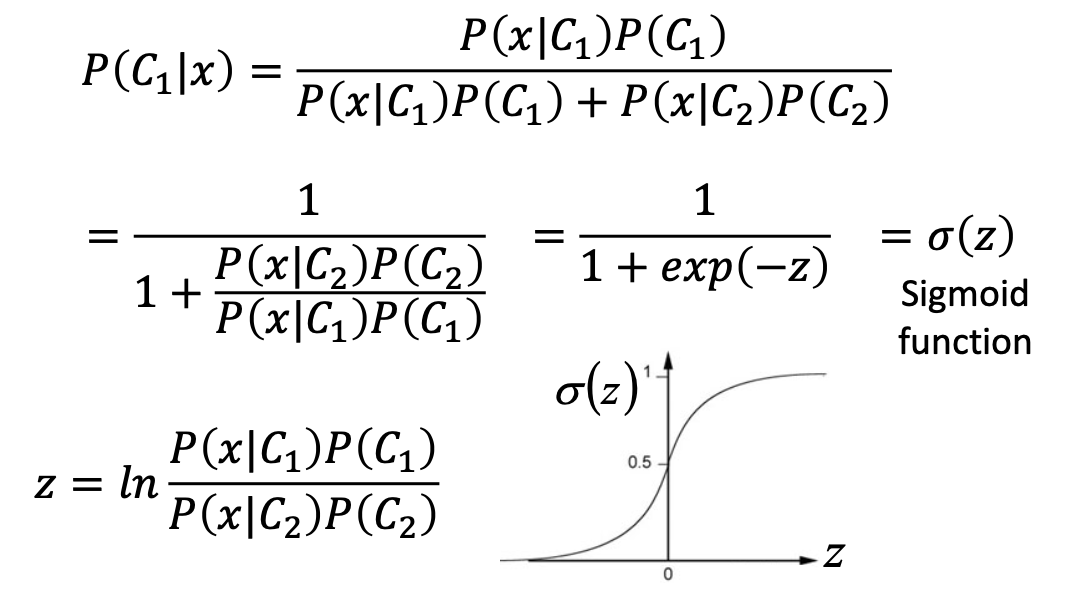 P(C₁|x) = P(x|C₁)P(C₁) / P(x|C₁)P(C₁) + P(x|C₂)P(C₂)
= 1 / 1 + P(x|C₂)P(C₂) / P(x|C₁)P(C₁) = 1 / 1 + exp(−z) = σ(z)
Sigmoid
function
z = ln P(x|C₁)P(C₁) / P(x|C₂)P(C₂)
σ(z)
1
0.5
0
z